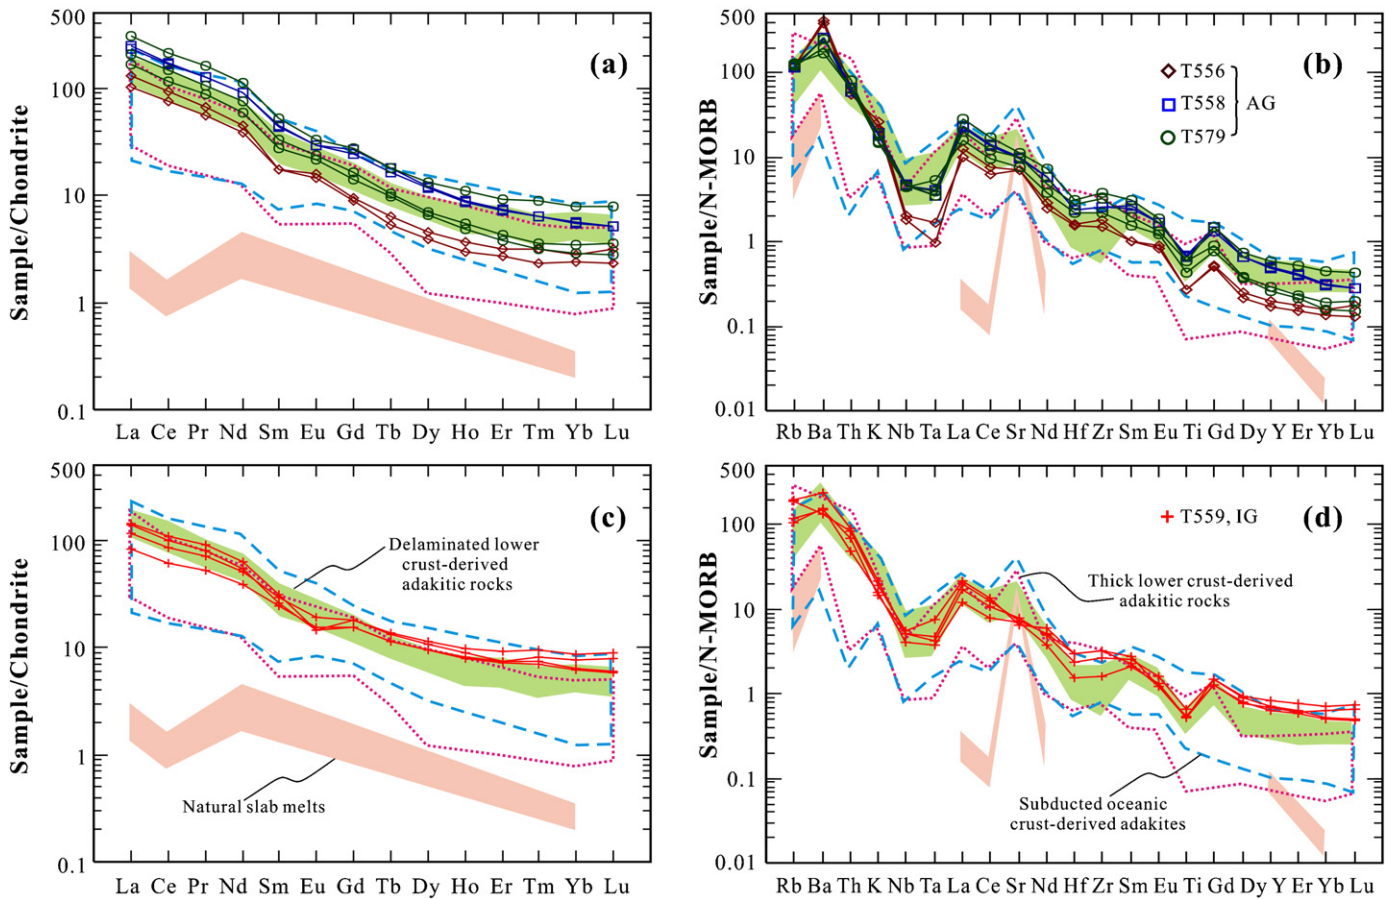 500
100
10
1
0.1
Sample/Chondrite
(a)
La Ce Pr Nd Sm Eu Gd Tb Dy Ho Er Tm Yb Lu
500
100
10
1
0.1
0.01
Sample/N-MORB
(b)
T556
T558
T579
AG
Rb Ba Th K Nb Ta La Ce Sr Nd Hf Zr Sm Eu Ti Gd Dy Y Er Yb Lu
500
100
10
1
0.1
Sample/Chondrite
(c)
Delaminated lower
crust-derived
adakitic rocks
Natural slab melts
La Ce Pr Nd Sm Eu Gd Tb Dy Ho Er Tm Yb Lu
500
100
10
1
0.1
0.01
Sample/N-MORB
(d)
T559, IG
Thick lower crust-derived
adakitic rocks
Subducted oceanic
crust-derived adakites
Rb Ba Th K Nb Ta La Ce Sr Nd Hf Zr Sm Eu Ti Gd Dy Y Er Yb Lu